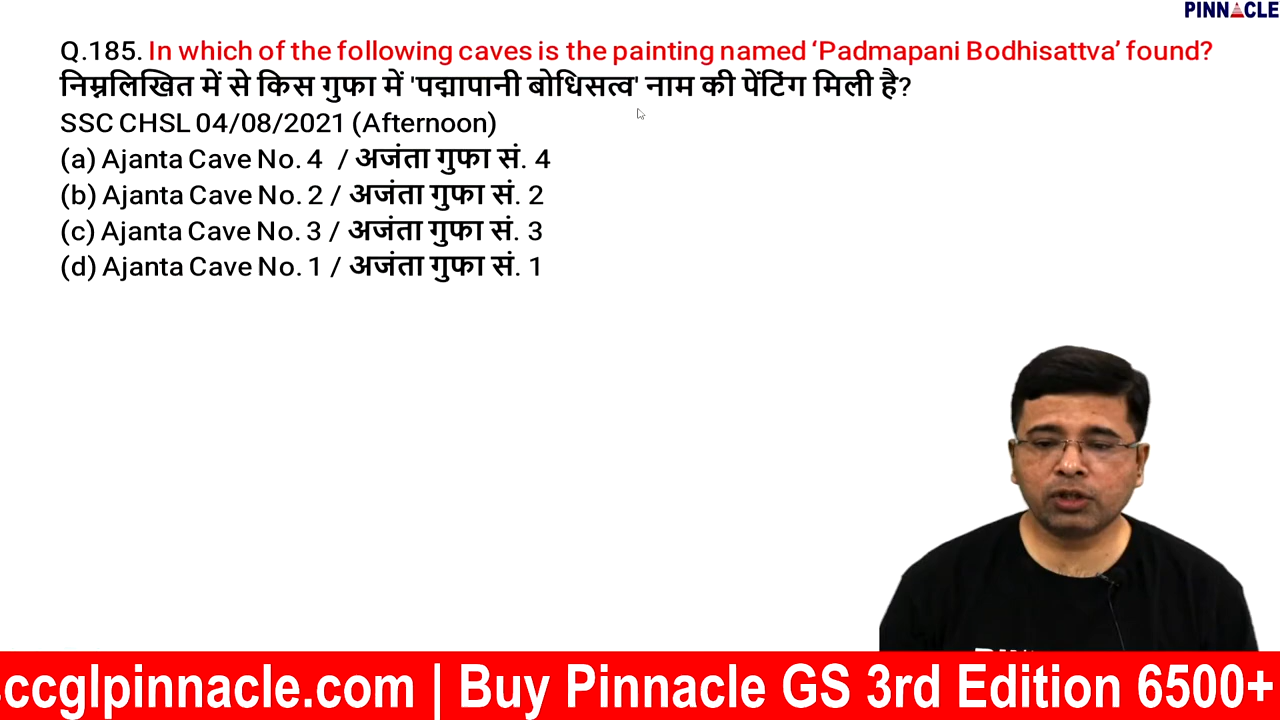 PINNACLE
Q.185. In which of the following caves is the painting named ‘Padmapani Bodhisattva’ found?
निम्नलिखित में से किस गुफा में 'पद्मापानी बोधिसत्व' नाम की पेंटिंग मिली है?
SSC CHSL 04/08/2021 (Afternoon)
(a) Ajanta Cave No. 4 / अजंता गुफा सं. 4
(b) Ajanta Cave No. 2 / अजंता गुफा सं. 2
(c) Ajanta Cave No. 3 / अजंता गुफा सं. 3
(d) Ajanta Cave No. 1 / अजंता गुफा सं. 1
ccglpinnacle.com | Buy Pinnacle GS 3rd Edition 6500+